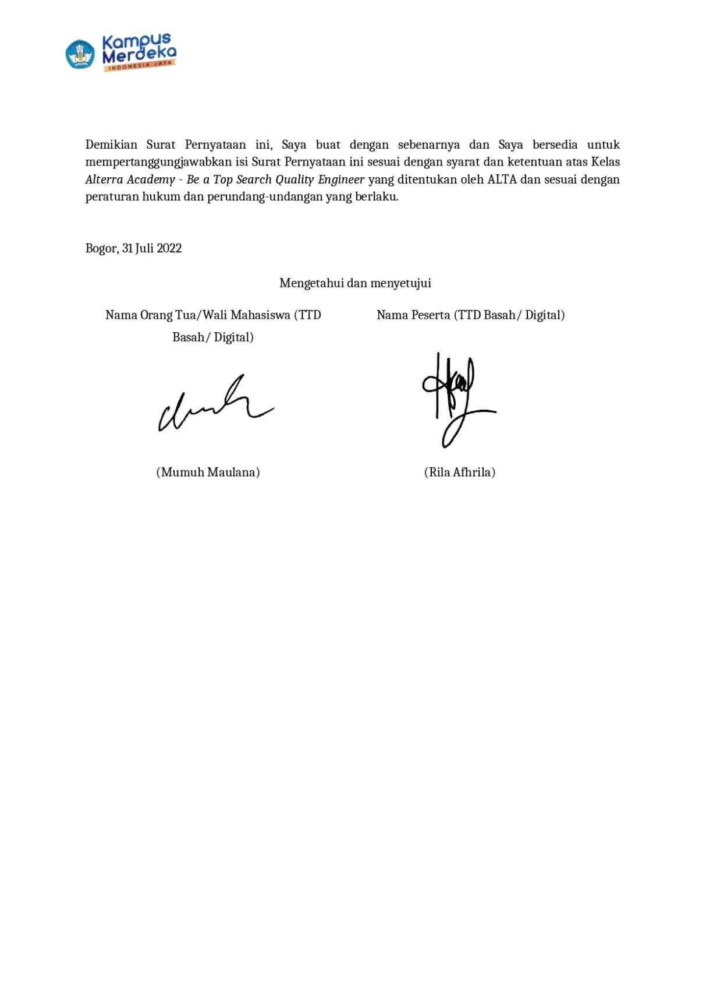 Kampus
Merdeka
INDONESIA JAYA
Demikian Surat Pernyataan ini, Saya buat dengan sebenarnya dan Saya bersedia untuk
mempertanggungjawabkan isi Surat Pernyataan ini sesuai dengan syarat dan ketentuan atas Kelas
Alterra Academy - Be a Top Search Quality Engineer yang ditentukan oleh ALTA dan sesuai dengan
peraturan hukum dan perundang-undangan yang berlaku.
Bogor, 31 Juli 2022
Mengetahui dan menyetujui
Nama Orang Tua/Wali Mahasiswa (TTD
Basah/ Digital)
Nama Peserta (TTD Basah/ Digital)
(Mumuh Maulana)
(Rila Afhrila)